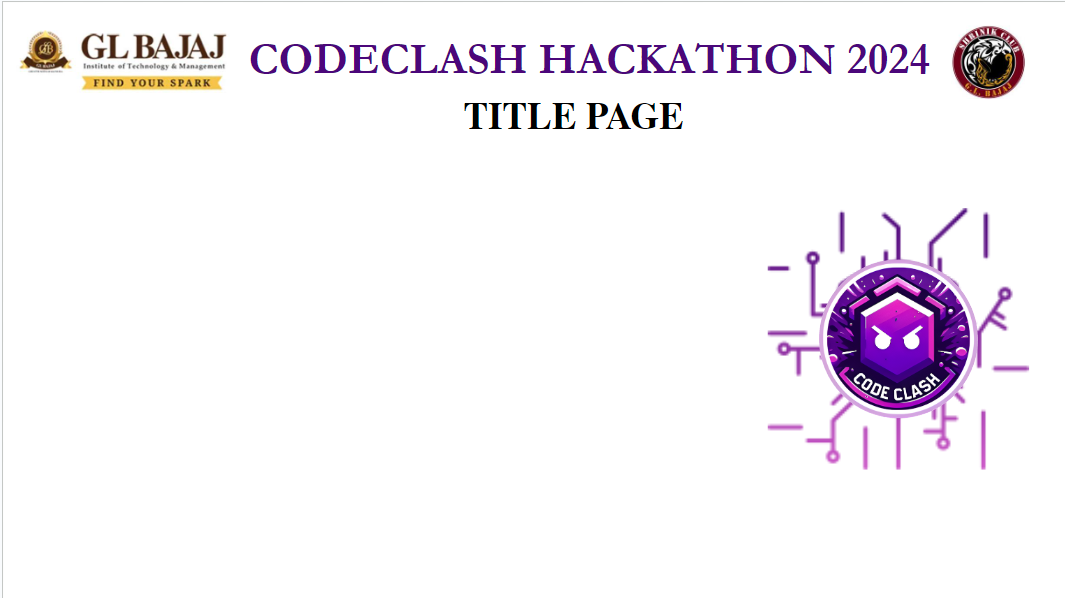 GL BAJAJ
Institute of Technology & Management
FIND YOUR SPARK
CODECLASH HACKATHON 2024
SHRINIK CLUB
G.L. BAJAJ
TITLE PAGE
CODE CLASH